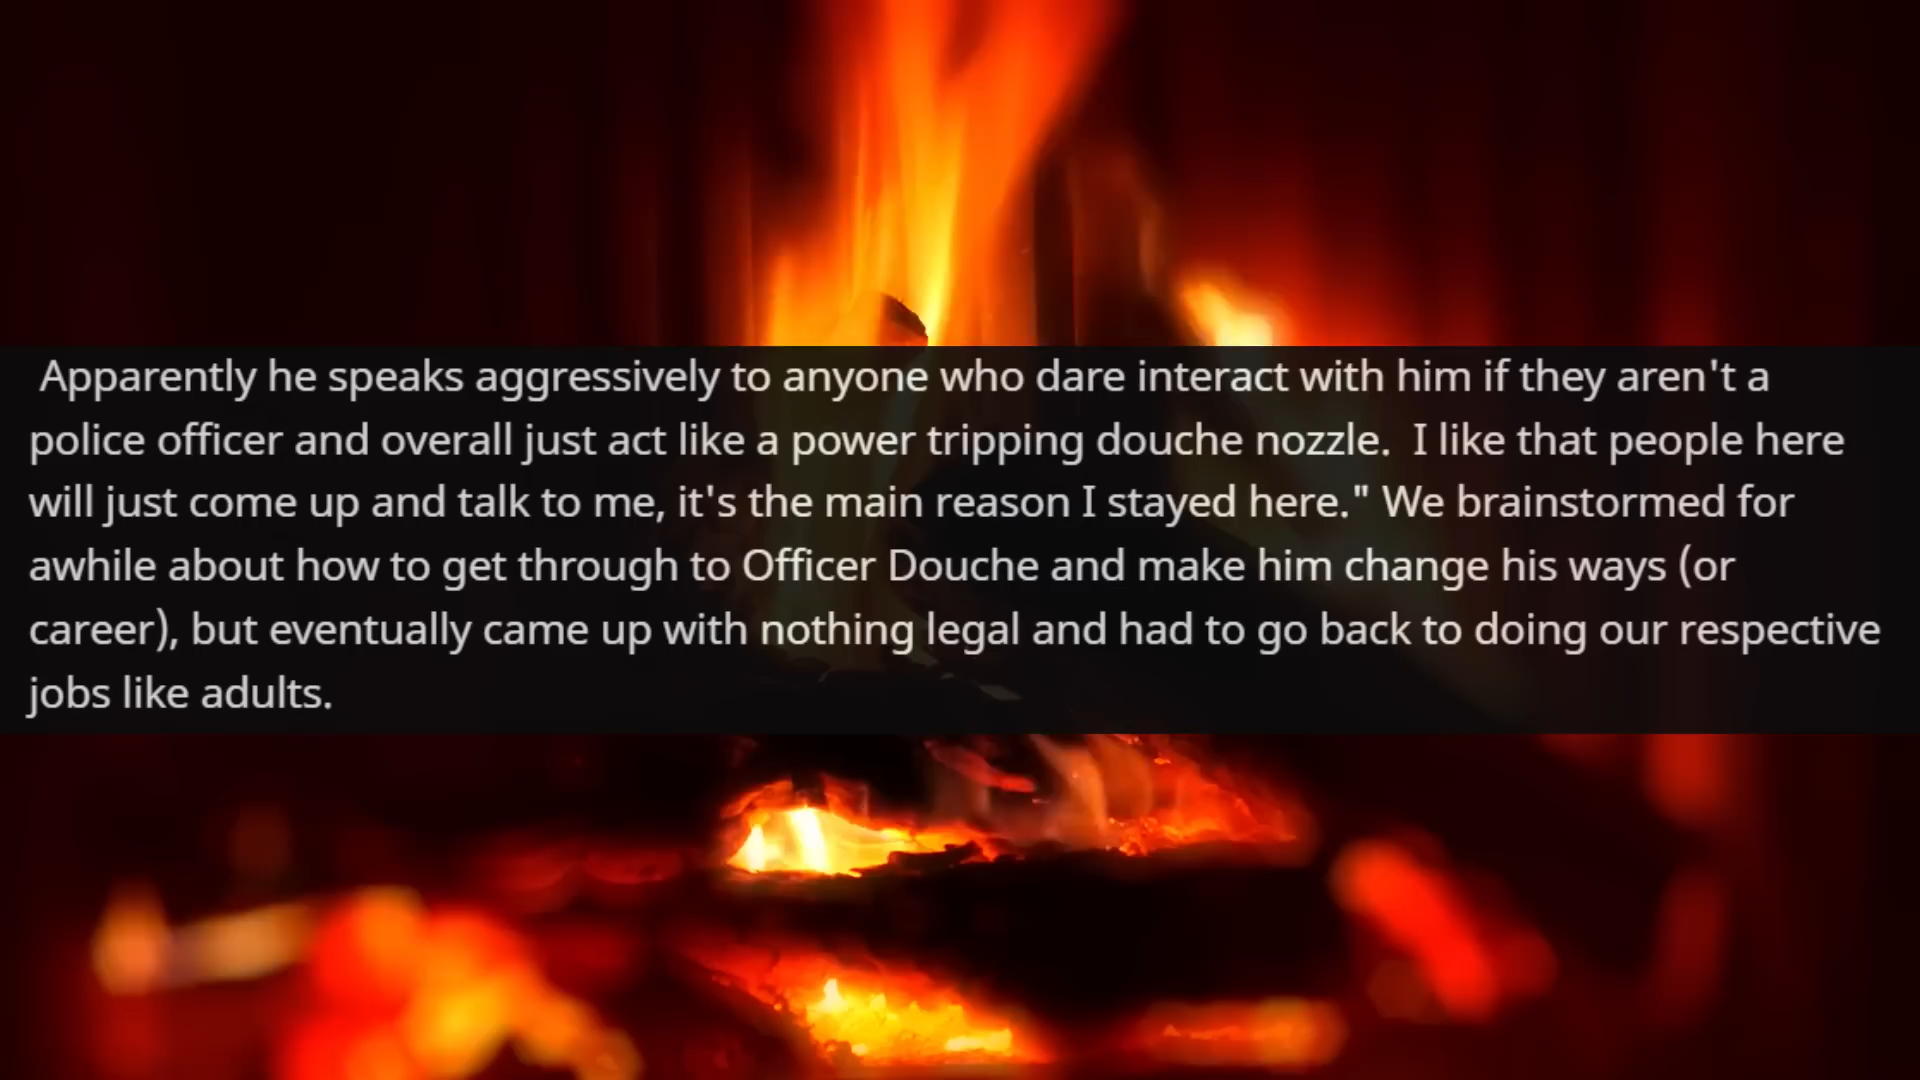 Apparently he speaks aggressively to anyone who dare interact with him if they aren't a
police officer and overall just act like a power tripping douche nozzle.  I like that people here
will just come up and talk to me, it's the main reason I stayed here." We brainstormed for
awhile about how to get through to Officer Douche and make him change his ways (or
career), but eventually came up with nothing legal and had to go back to doing our respective
jobs like adults.